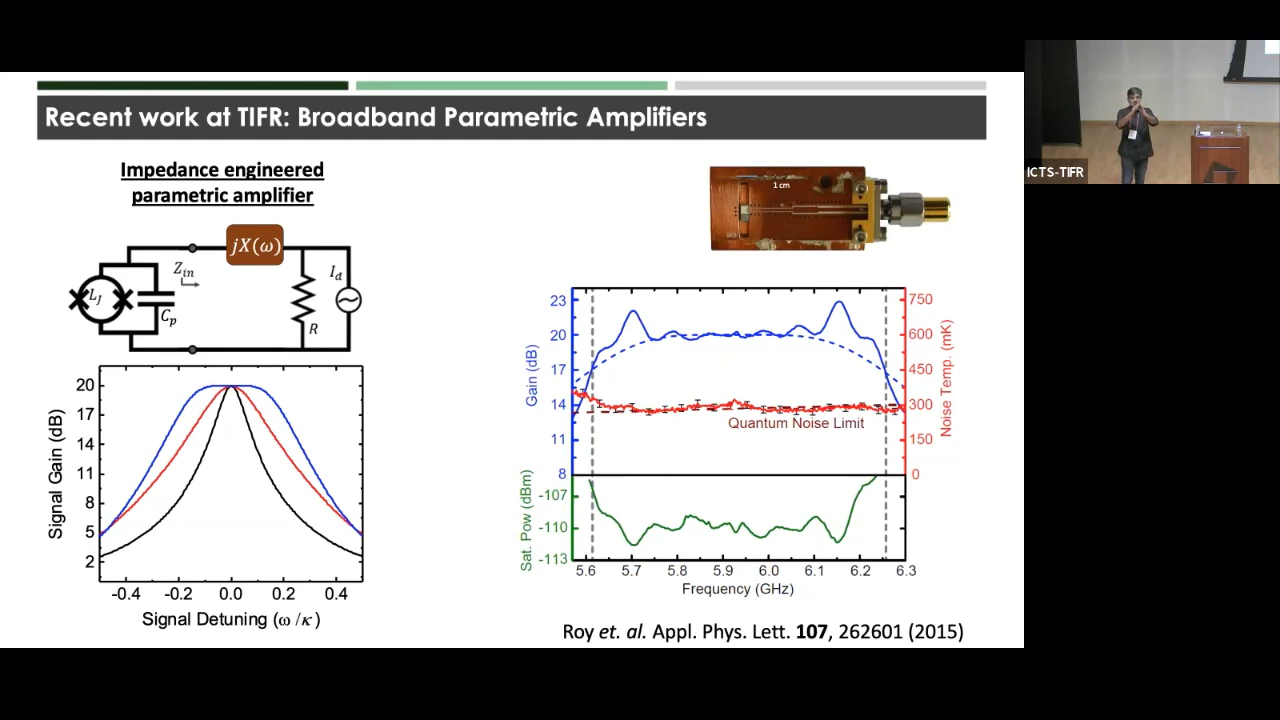 Recent work at TIFR: Broadband Parametric Amplifiers
ICTS-TIFR
Impedance engineered
parametric amplifier
jX(ω)
Z_in
I_d
L_J
C_p
R
1 cm
Signal Gain (dB)
20
17
14
11
8
5
2
-0.4 -0.2 0.0 0.2 0.4
Signal Detuning (ω/κ)
Gain (dB)
23
20
17
14
11
8
Noise Temp. (mK)
750
600
450
300
150
0
Quantum Noise Limit
Sat. Pow (dBm)
-107
-110
-113
5.6 5.7 5.8 5.9 6.0 6.1 6.2 6.3
Frequency (GHz)
Roy et. al. Appl. Phys. Lett. 107, 262601 (2015)